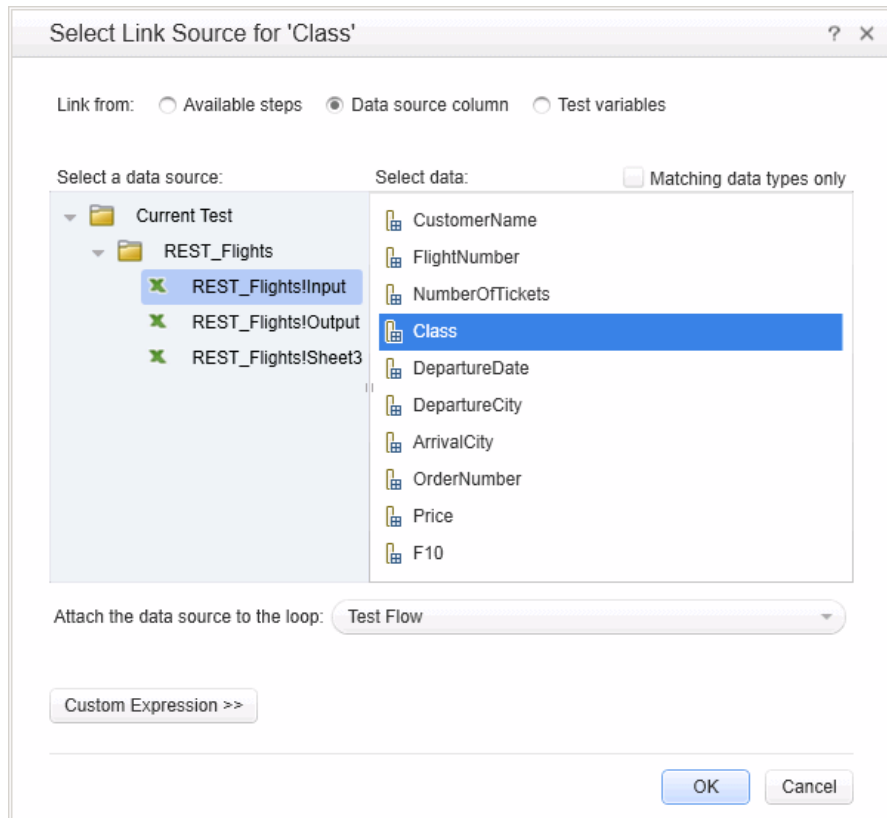 Select Link Source for 'Class'
? ×
Link from: Available steps Data source column Test variables
Select a data source:
Select data:
Matching data types only
Current Test
REST_Flights
REST_Flights!Input
REST_Flights!Output
REST_Flights!Sheet3
CustomerName
FlightNumber
NumberOfTickets
Class
DepartureDate
DepartureCity
ArrivalCity
OrderNumber
Price
F10
Attach the data source to the loop: Test Flow
Custom Expression >>
OK Cancel